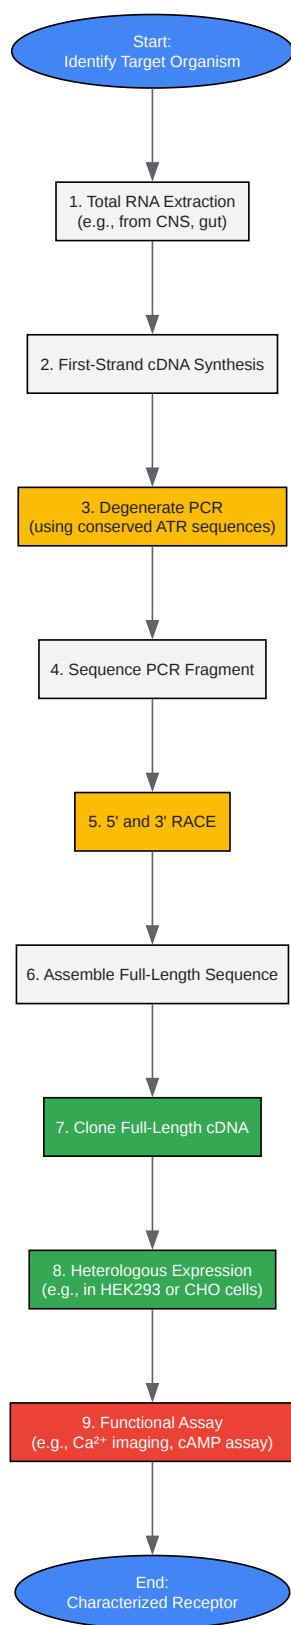 Start:
Identify Target Organism
1. Total RNA Extraction
(e.g., from CNS, gut)
2. First-Strand cDNA Synthesis
3. Degenerate PCR
(using conserved ATR sequences)
4. Sequence PCR Fragment
5. 5' and 3' RACE
6. Assemble Full-Length Sequence
7. Clone Full-Length cDNA
8. Heterologous Expression
(e.g., in HEK293 or CHO cells)
9. Functional Assay
(e.g., Ca²⁺ imaging, cAMP assay)
End:
Characterized Receptor